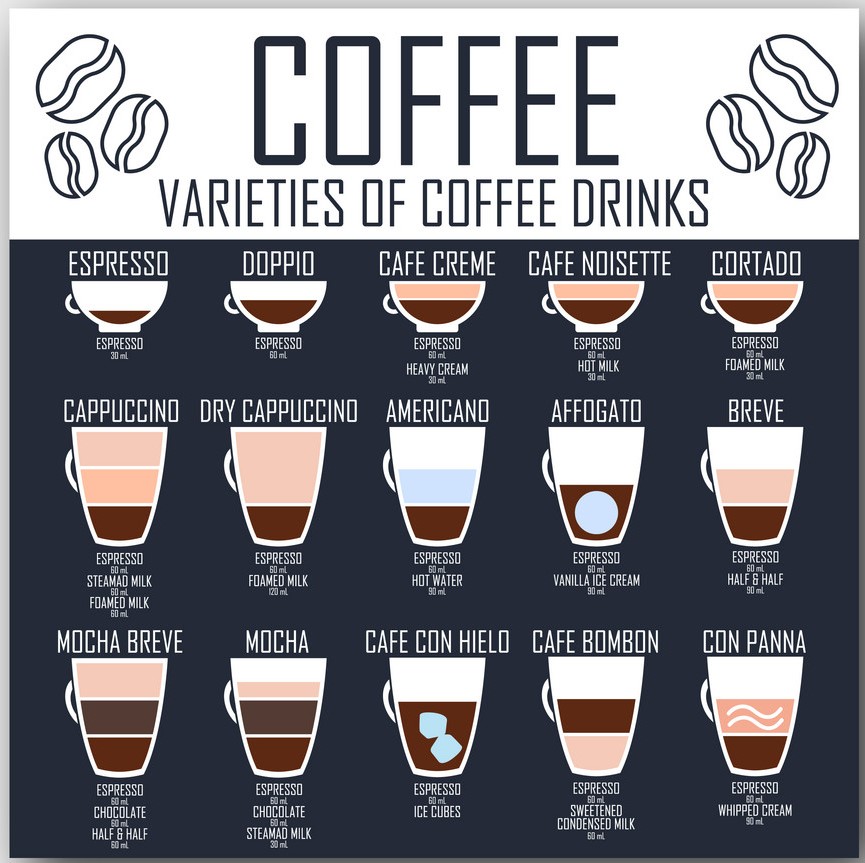 COFFEE
VARIETIES OF COFFEE DRINKS
ESPRESSO
ESPRESSO
30 mL
DOPPIO
ESPRESSO
60 mL
CAFE CREME
ESPRESSO
60 mL
HEAVY CREAM
30 mL
CAFE NOISETTE
ESPRESSO
60 mL
HOT MILK
30 mL
CORTADO
ESPRESSO
60 mL
FOAMED MILK
30 mL
CAPPUCCINO
ESPRESSO
60 mL
STEAMAD MILK
60 mL
FOAMED MILK
60 mL
DRY CAPPUCCINO
ESPRESSO
60 mL
FOAMED MILK
120 mL
AMERICANO
ESPRESSO
60 mL
HOT WATER
90 mL
AFFOGATO
ESPRESSO
60 mL
VANILLA ICE CREAM
90 mL
BREVE
ESPRESSO
60 mL
HALF & HALF
90 mL
MOCHA BREVE
ESPRESSO
60 mL
CHOCOLATE
60 mL
HALF & HALF
60 mL
MOCHA
ESPRESSO
60 mL
CHOCOLATE
60 mL
STEAMAD MILK
30 mL
CAFE CON HIELO
ESPRESSO
60 mL
ICE CUBES
CAFE BOMBON
ESPRESSO
60 mL
SWEETENED
CONDENSED MILK
60 mL
CON PANNA
ESPRESSO
60 mL
WHIPPED CREAM
90 mL